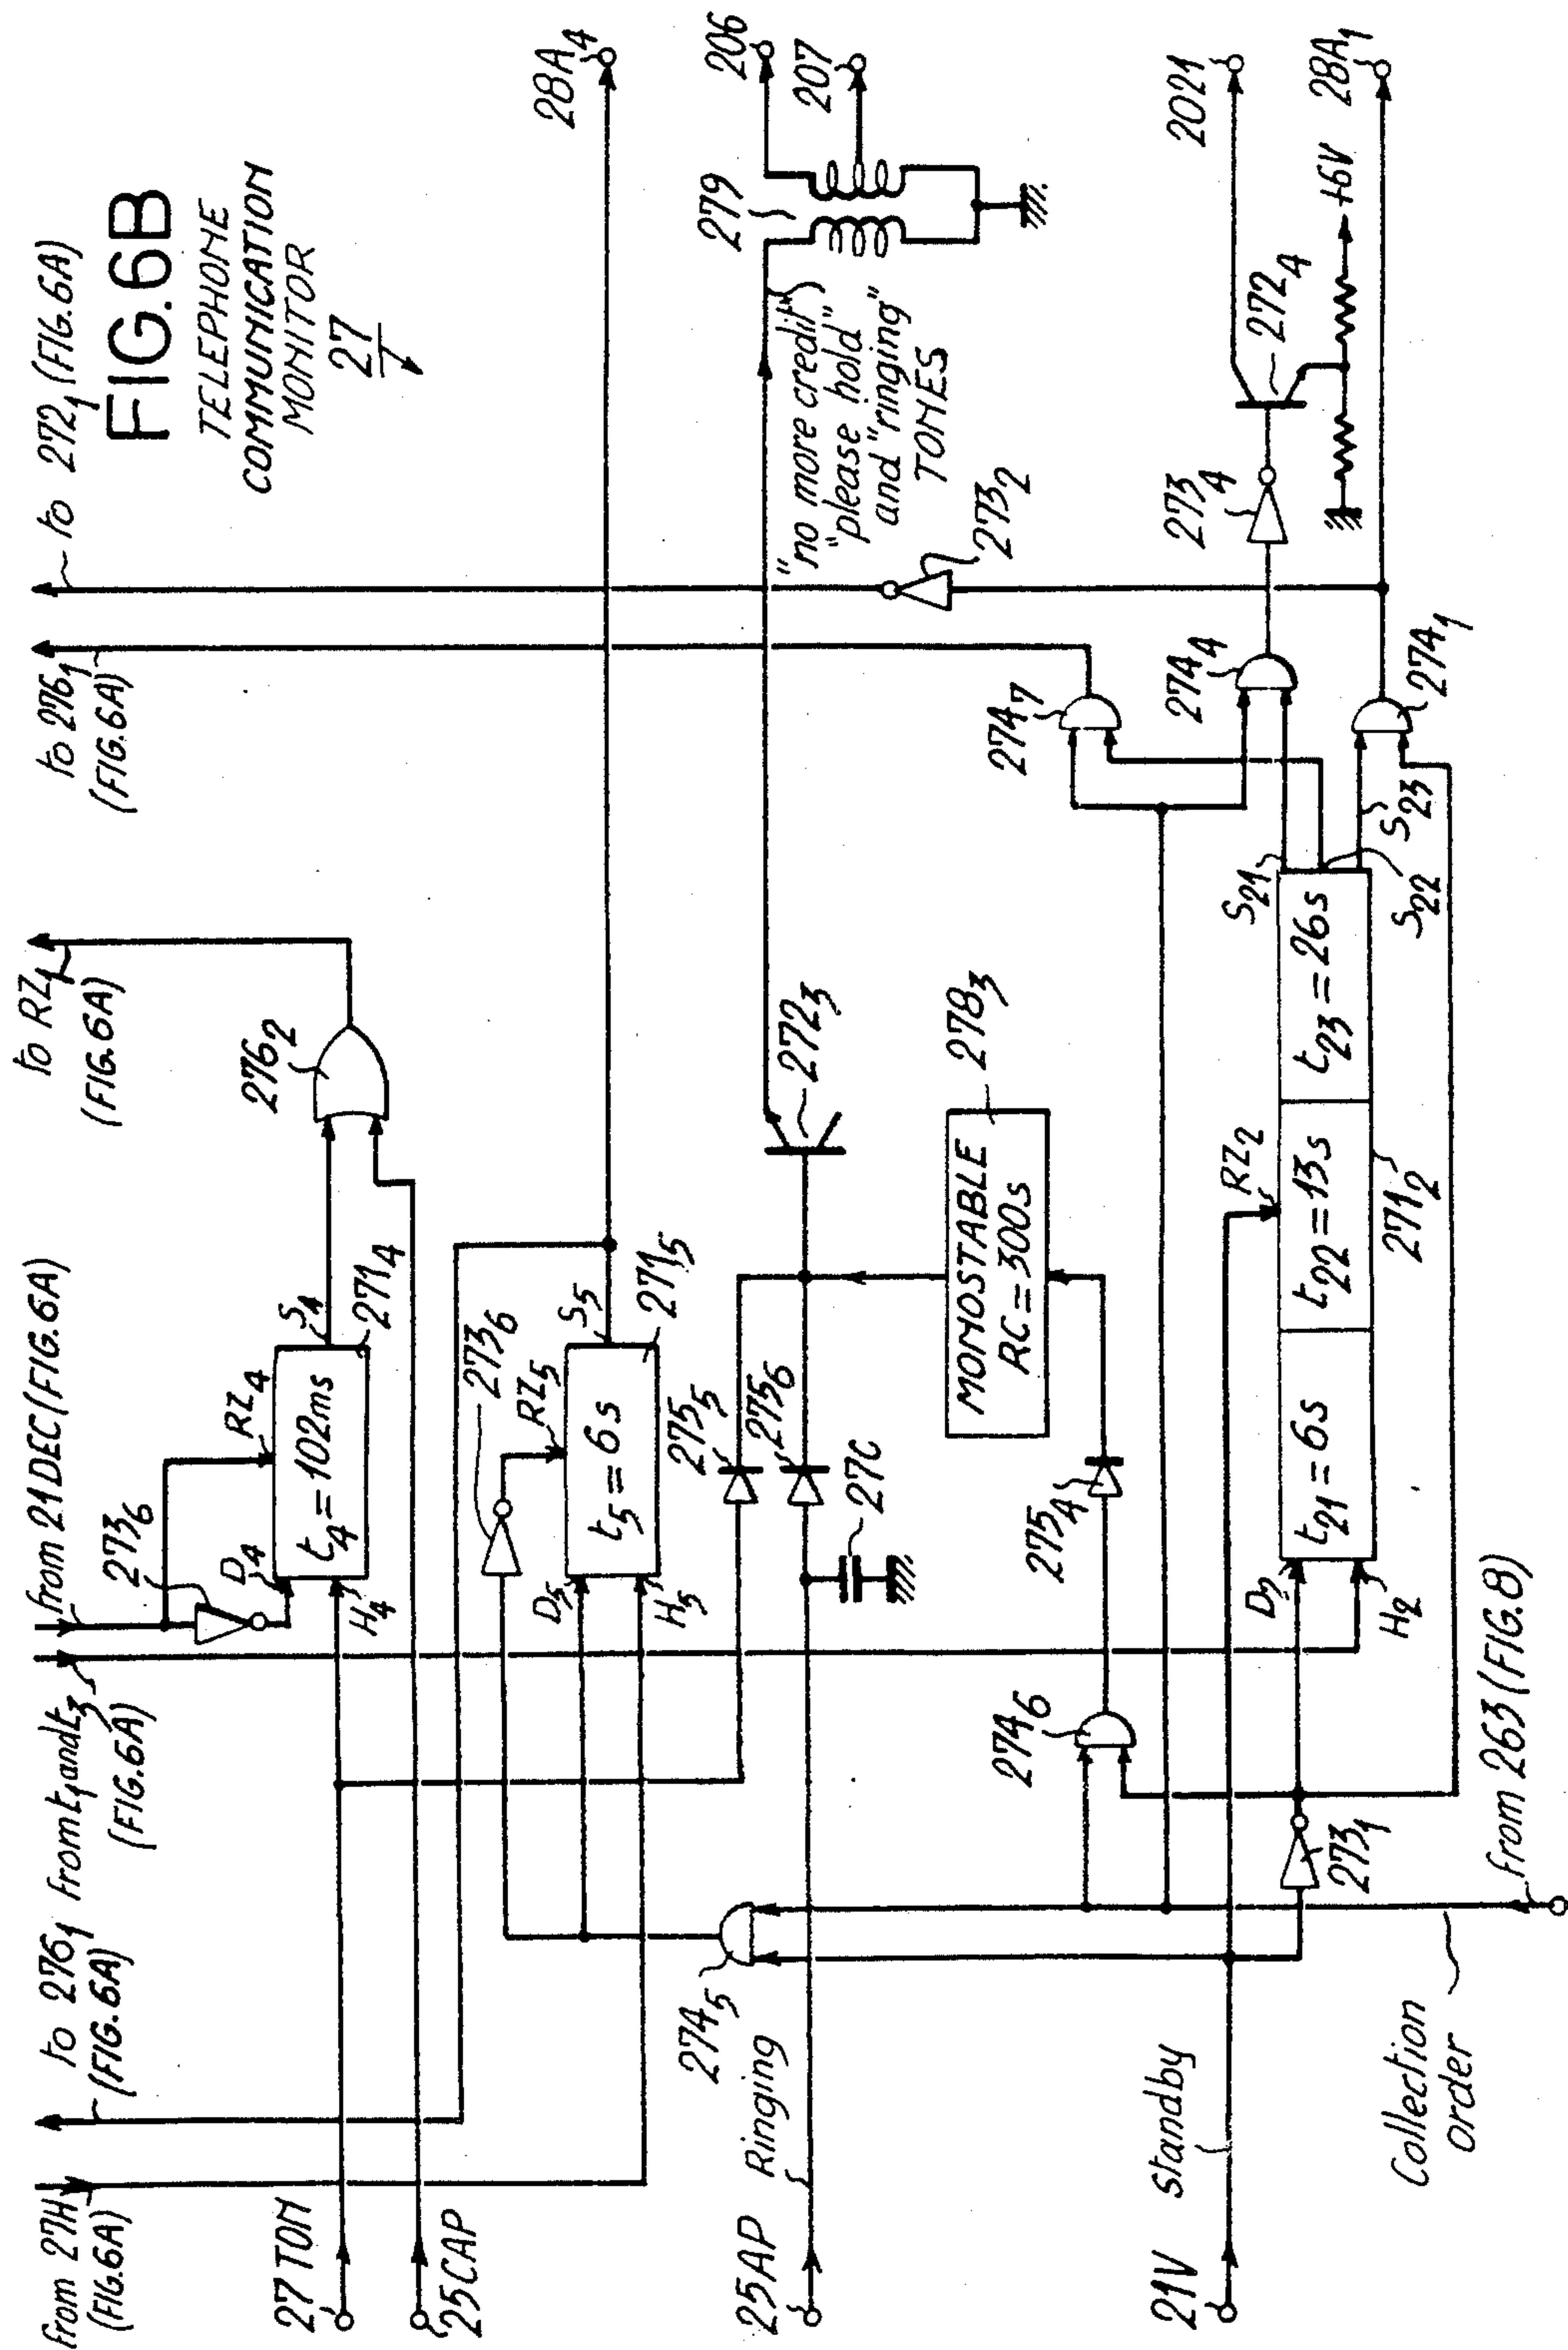 FIG.6B
TELEPHONE
COMMUNICATION
MONITOR
27
from 27H
(FIG.6A)
to 276₁
(FIG.6A)
from t₁ and t₃
(FIG.6A)
from 21DEC (FIG.6A)
to RZ₁
(FIG.6A)
to 276₁
(FIG.6A)
to 272₁ (FIG.6A)
27 TON
25CAP
273₆
D₄
H₄
RZ₄
t₄=102ms
S₄
271₄
276₂
28A₄
273₆
D₅
H₅
RZ₅
t₅=6s
S₅
271₅
274₅
25AP
Ringing
275₅
275₆
27C
272₃
"no more credit"
"please hold"
and "ringing"
TONES
279
206
207
MONOSTABLE
RC=300s
278₃
274₆
275₄
274₇
273₂
21V
Standby
273₁
D₂
H₂
RZ₂
t₂₁=6s
t₂₂=13s
t₂₃=26s
271₂
S₂₁
S₂₂
S₂₃
274₄
274₁
273₄
272₄
+6V
2021
28A₁
Collection
order
from 263 (FIG.8)